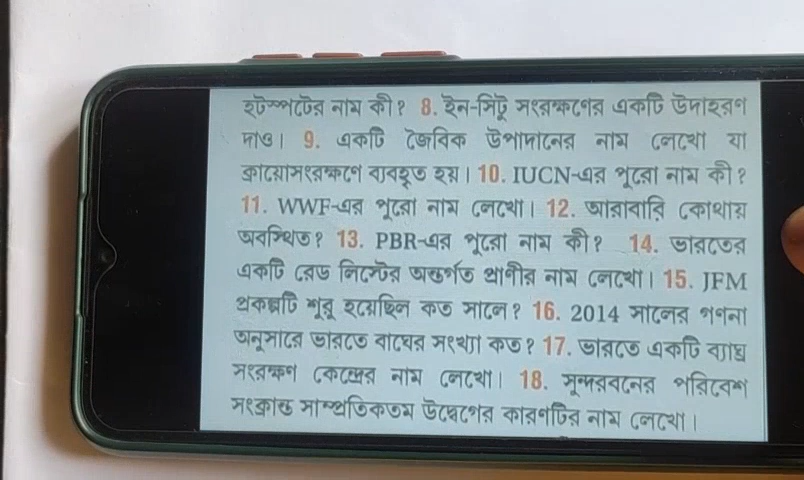 হটস্পটের নাম কী? 8. ইন-সিটু সংরক্ষণের একটি উদাহরণ
দাও। 9. একটি জৈবিক উপাদানের নাম লেখো যা
ক্রায়োসংরক্ষণে ব্যবহৃত হয়। 10. IUCN-এর পুরো নাম কী?
11. WWF-এর পুরো নাম লেখো। 12. আরাবারি কোথায়
অবস্থিত? 13. PBR-এর পুরো নাম কী? 14. ভারতের
একটি রেড লিস্টের অন্তর্গত প্রাণীর নাম লেখো। 15. JFM
প্রকল্পটি শুরু হয়েছিল কত সালে? 16. 2014 সালের গণনা
অনুসারে ভারতে বাঘের সংখ্যা কত? 17. ভারতে একটি ব্যাঘ্র
সংরক্ষণ কেন্দ্রের নাম লেখো। 18. সুন্দরবনের পরিবেশ
সংক্রান্ত সাম্প্রতিকতম উদ্বেগের কারণটির নাম লেখো।